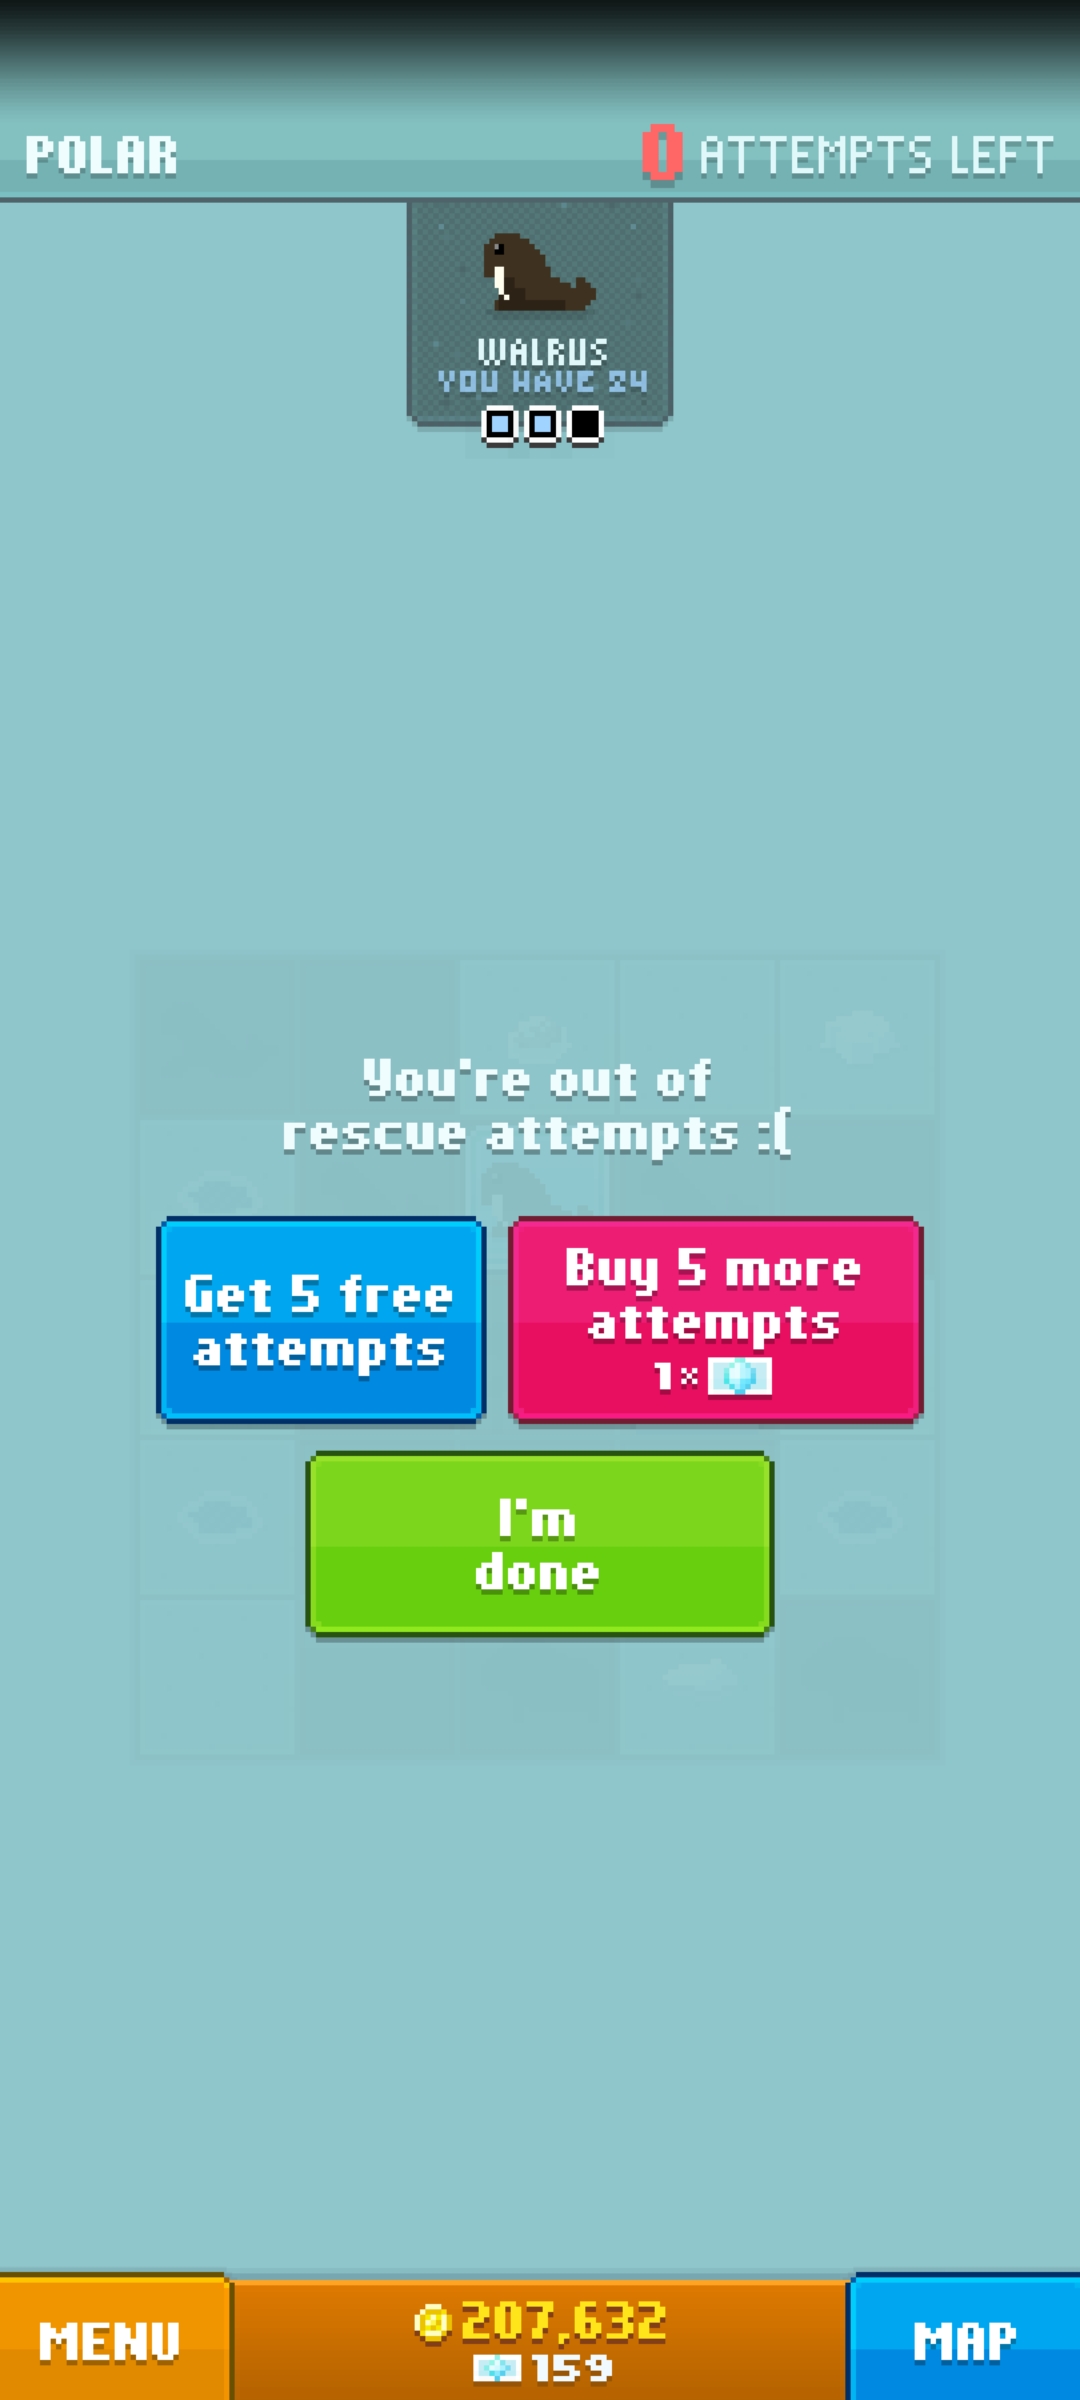 POLAR
0 ATTEMPTS LEFT
WALRUS
YOU HAVE 24
You're out of
rescue attempts :(
Get 5 free
attempts
Buy 5 more
attempts
1×
I'm
done
MENU
207,632
159
MAP